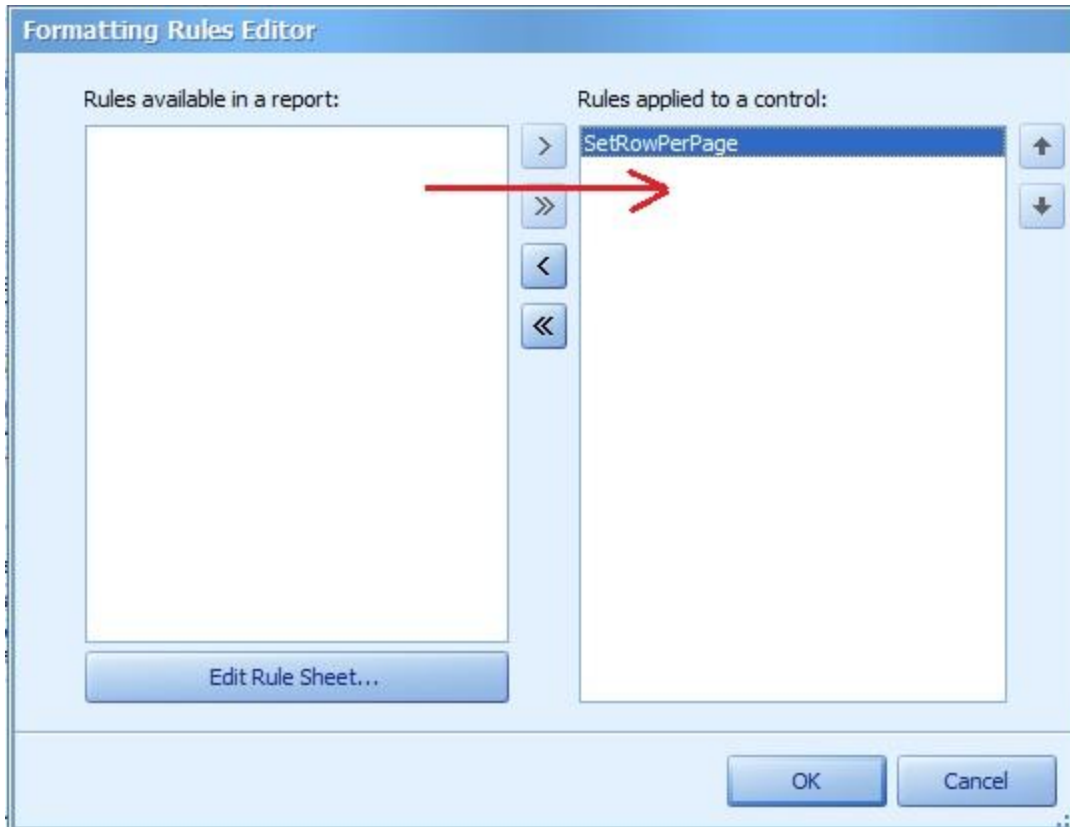 Formatting Rules Editor
Rules available in a report:
Rules applied to a control:
SetRowPerPage
Edit Rule Sheet...
OK
Cancel